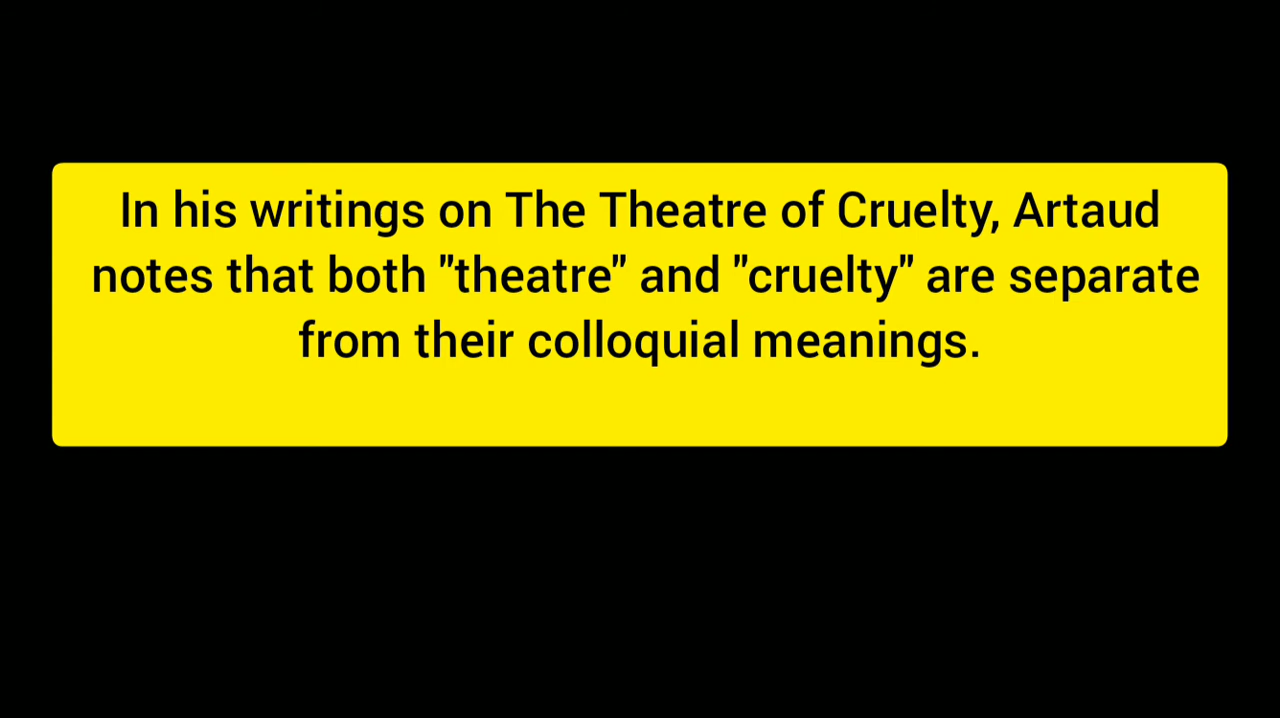 In his writings on The Theatre of Cruelty, Artaud
notes that both "theatre" and "cruelty" are separate
from their colloquial meanings.